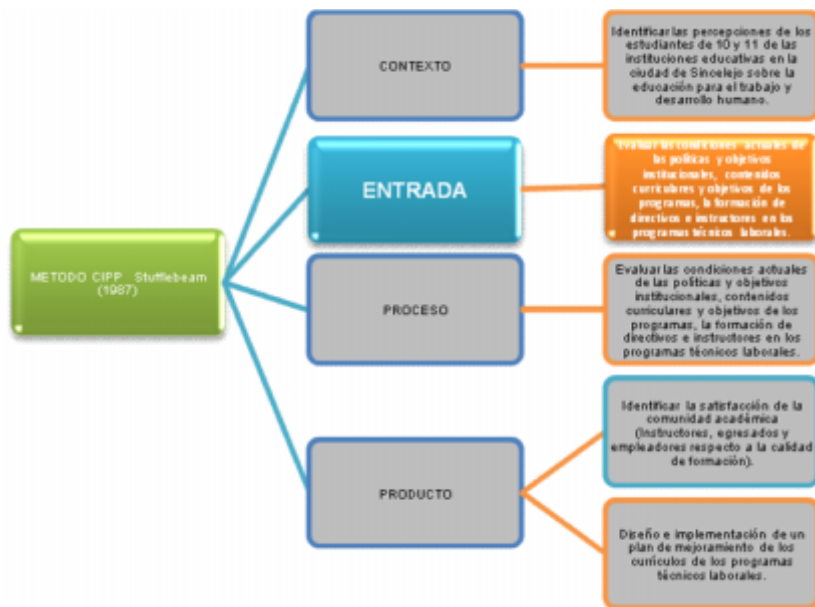 METODO CIPP Stufflebeam
(1987)
CONTEXTO
Identificar las percepciones de los
estudiantes de 10 y 11 de las
instituciones educativas en la
ciudad de Sincelejo sobre la
educación para el trabajo y
desarrollo humano.
ENTRADA
Evaluar las condiciones actuales de
las políticas y objetivos
institucionales, contenidos
curriculares y objetivos de los
programas, la formación de
directivos e instructores en los
programas técnicos laborales.
PROCESO
Evaluar las condiciones actuales
de las políticas y objetivos
institucionales, contenidos
curriculares y objetivos de los
programas, la formación de
directivos e instructores en los
programas técnicos laborales.
PRODUCTO
Identificar la satisfacción de la
comunidad académica
(Instructores, egresados y
empleadores respecto a la calidad
de formación).
Diseño e implementación de un
plan de mejoramiento de los
currículos de los programas
técnicos laborales.